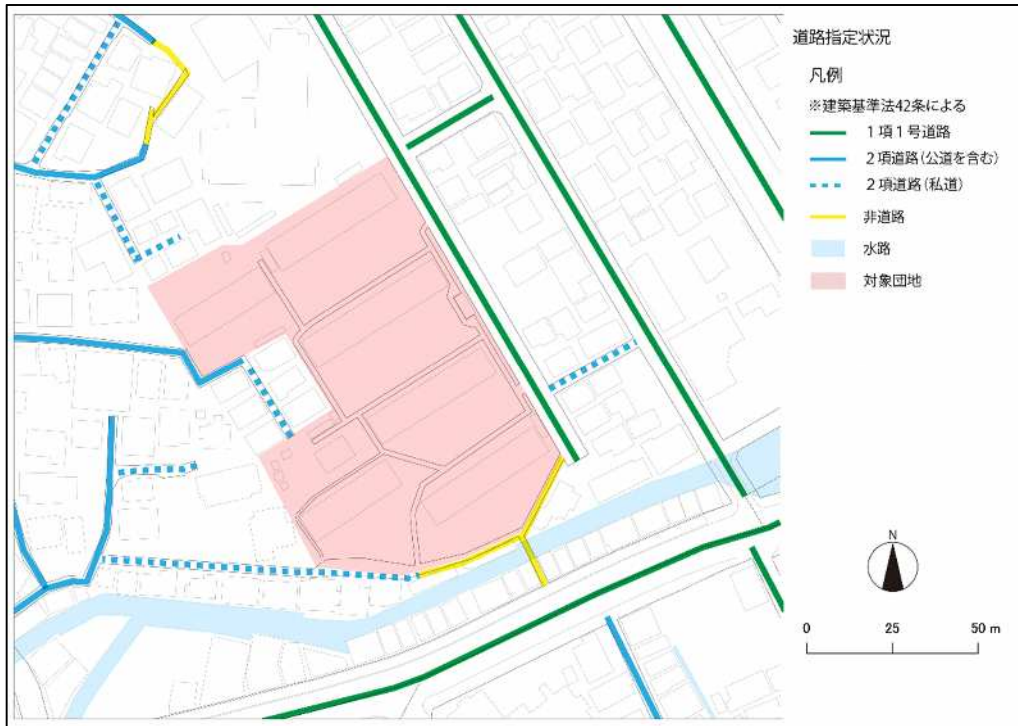 道路指定状況
凡例
※建築基準法42条による
1項1号道路
2項道路(公道を含む)
2項道路(私道)
非道路
水路
対象団地
N
0 25 50 m